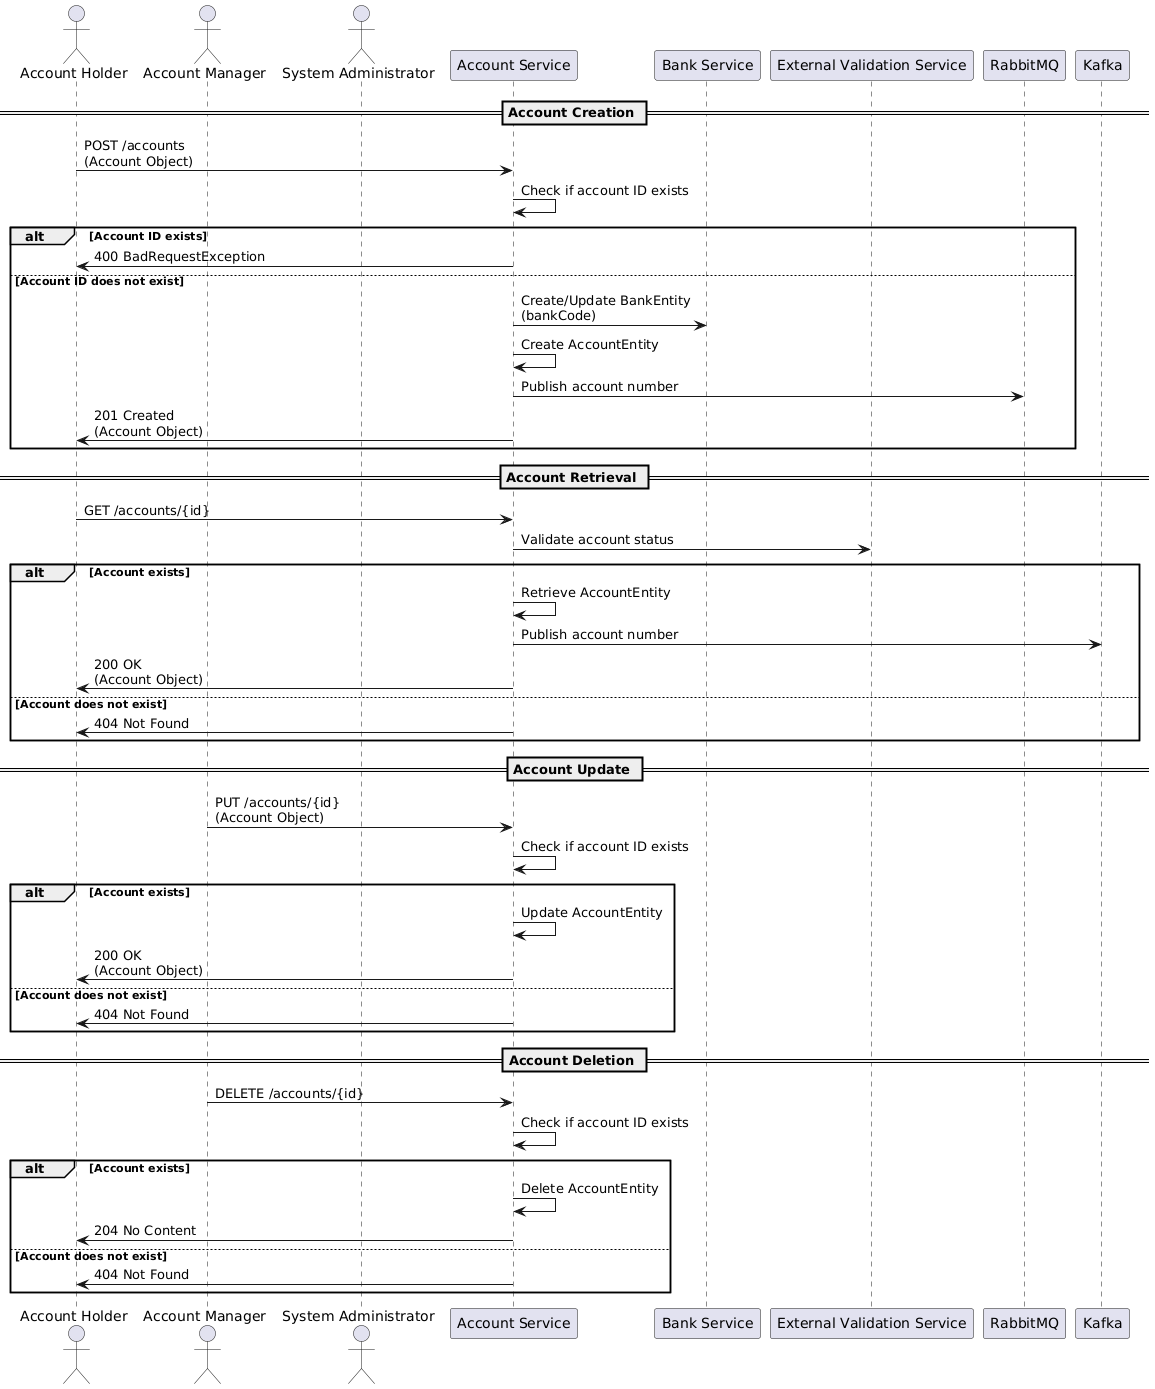 Account Holder Account Manager System Administrator Account Service Bank Service External Validation Service RabbitMQ Kafka
Account Creation
POST /accounts
(Account Object)
Check if account ID exists
alt [Account ID exists]
400 BadRequestException
[Account ID does not exist]
Create/Update BankEntity
(bankCode)
Create AccountEntity
Publish account number
201 Created
(Account Object)
Account Retrieval
GET /accounts/{id}
Validate account status
alt [Account exists]
Retrieve AccountEntity
Publish account number
200 OK
(Account Object)
[Account does not exist]
404 Not Found
Account Update
PUT /accounts/{id}
(Account Object)
Check if account ID exists
alt [Account exists]
Update AccountEntity
200 OK
(Account Object)
[Account does not exist]
404 Not Found
Account Deletion
DELETE /accounts/{id}
Check if account ID exists
alt [Account exists]
Delete AccountEntity
204 No Content
[Account does not exist]
404 Not Found
Account Holder Account Manager System Administrator Account Service Bank Service External Validation Service RabbitMQ Kafka